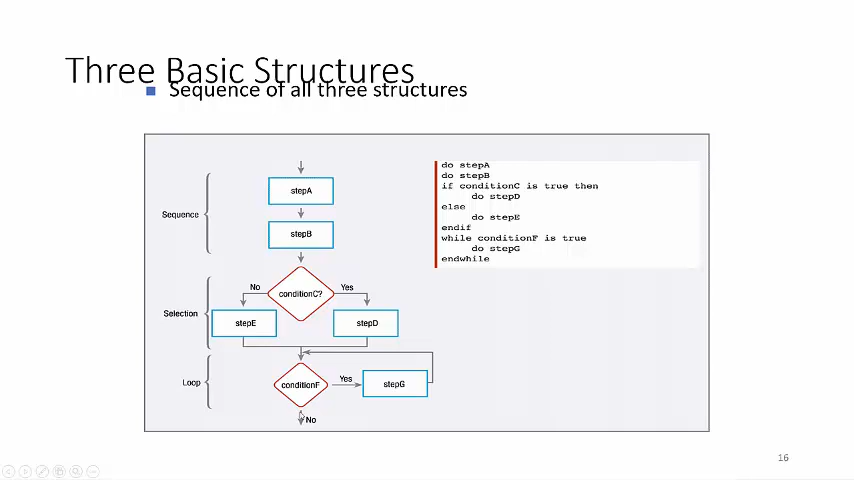 Three Basic Structures
Sequence of all three structures
do stepA
do stepB
if conditionC is true then
do stepD
else
do stepE
endif
while conditionF is true
do stepG
endwhile
Sequence
stepA
stepB
Selection
No
conditionC?
Yes
stepE
stepD
Loop
conditionF
Yes
stepG
No
16